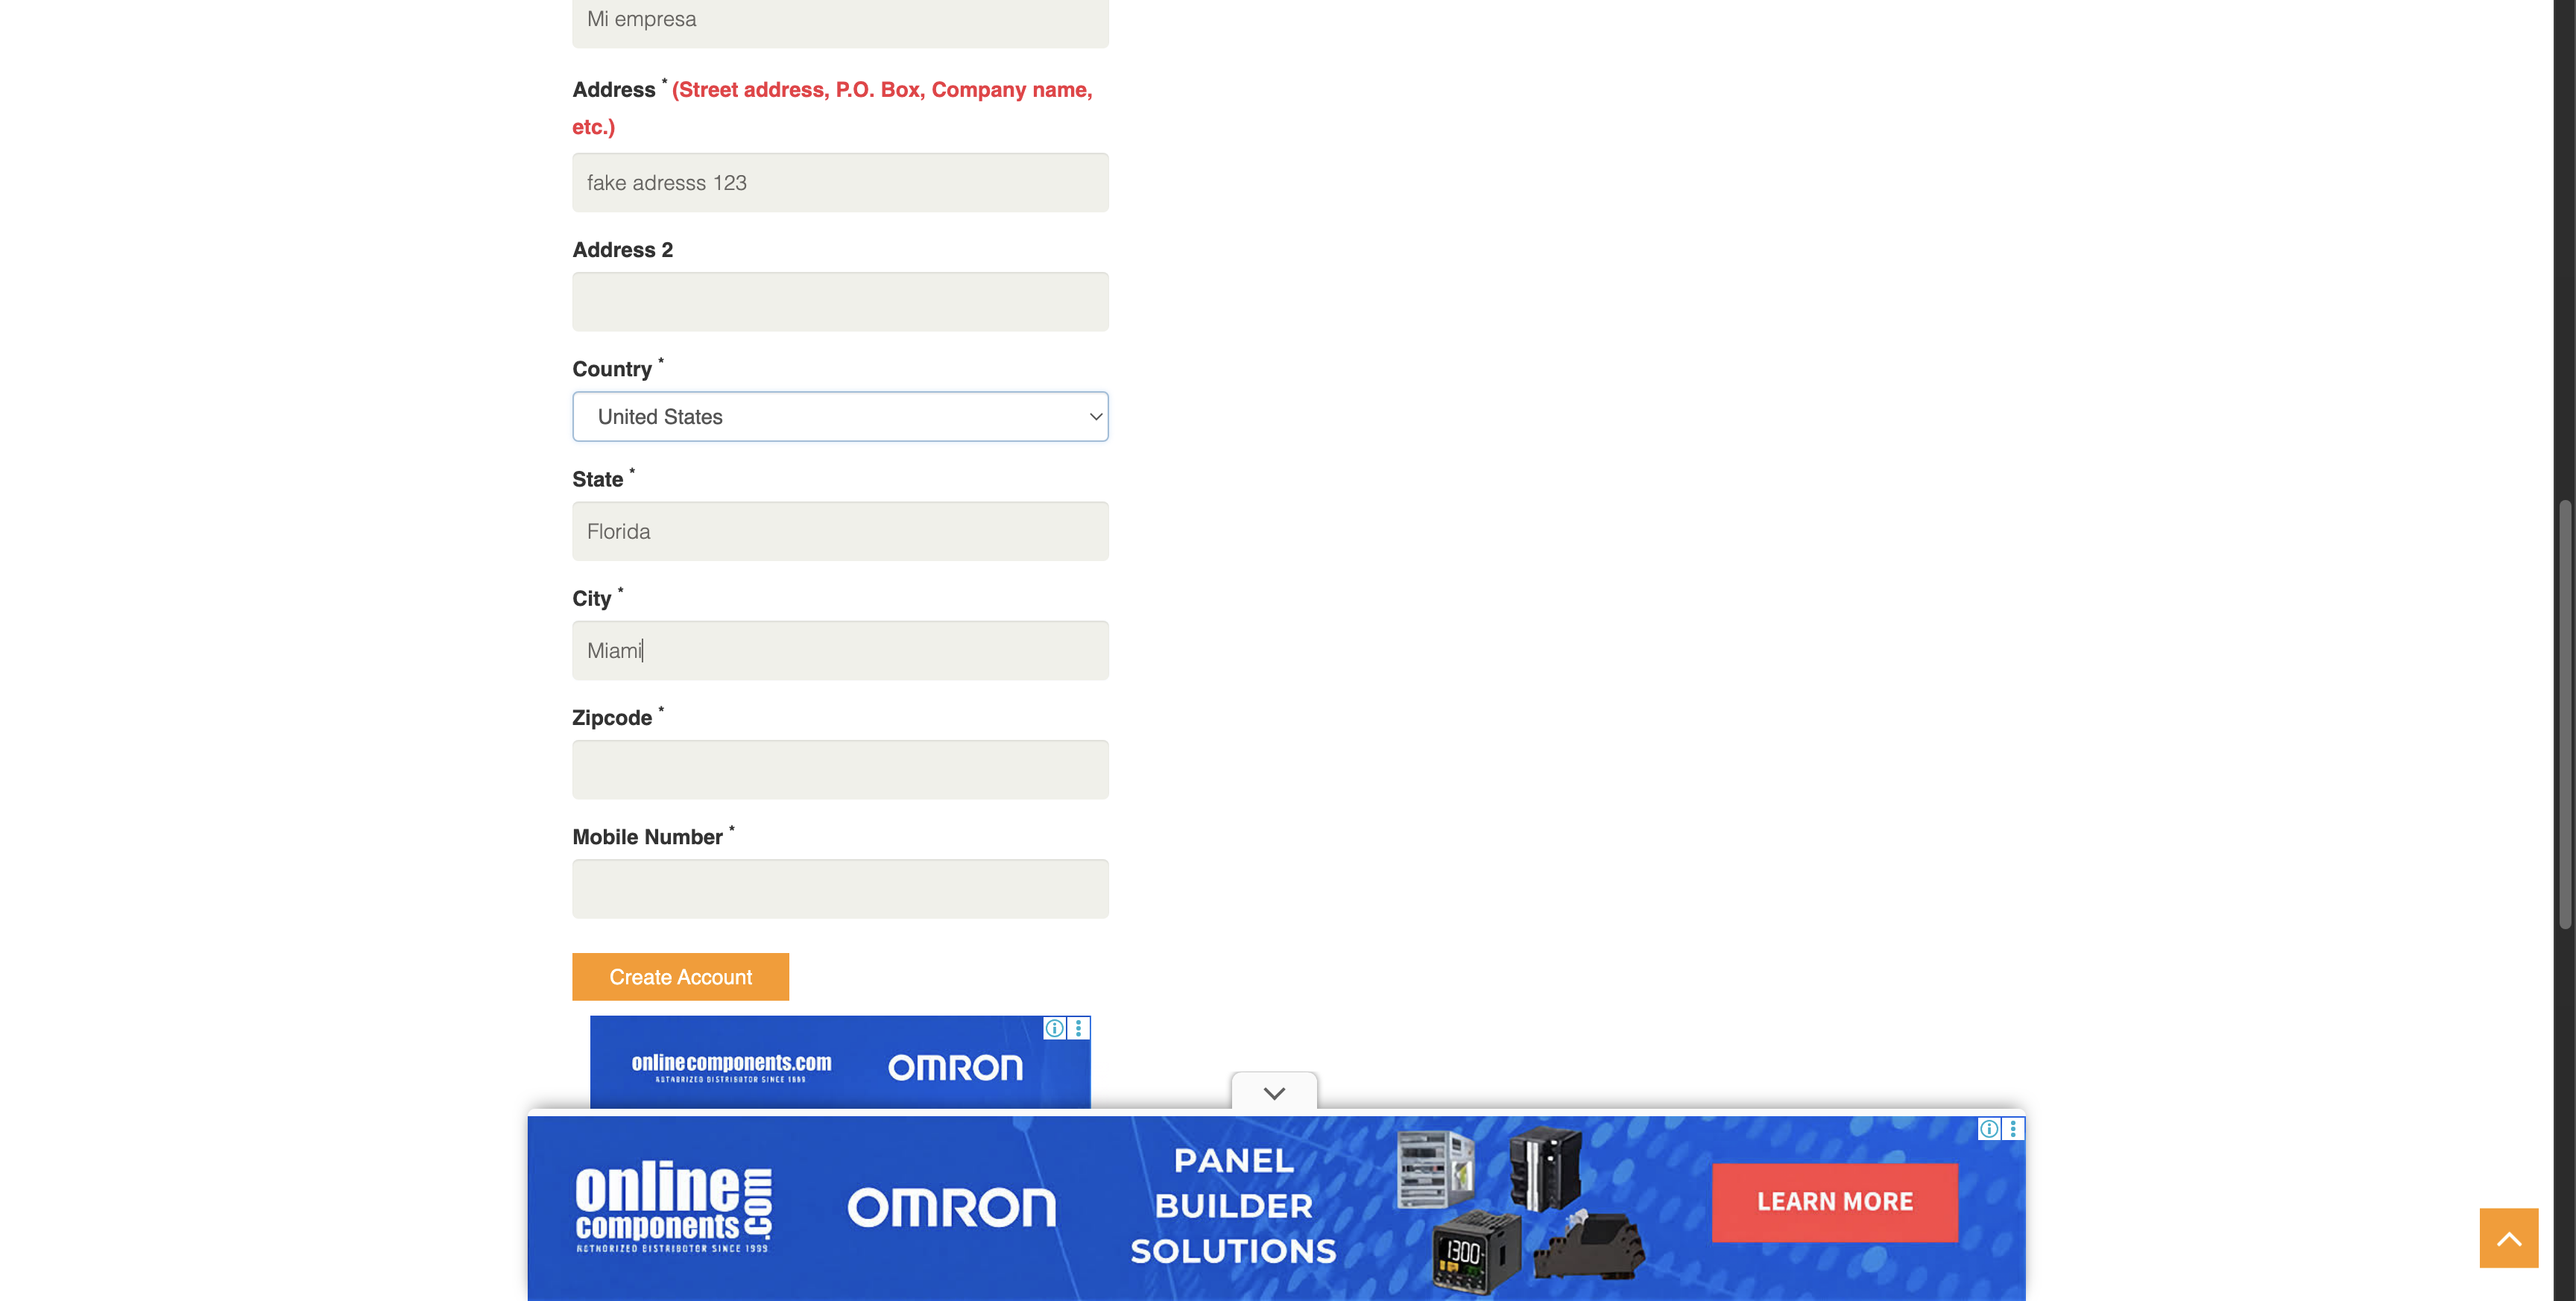 Mi empresa
Address * (Street address, P.O. Box, Company name,
etc.)
fake adresss 123
Address 2
Country *
United States
State *
Florida
City *
Miami
Zipcode *
Mobile Number *
Create Account
onlinecomponents.com
AUTHORIZED DISTRIBUTOR SINCE 1999
OMRON
online
components
.com
AUTHORIZED DISTRIBUTOR SINCE 1999
OMRON
PANEL
BUILDER
SOLUTIONS
1300
LEARN MORE